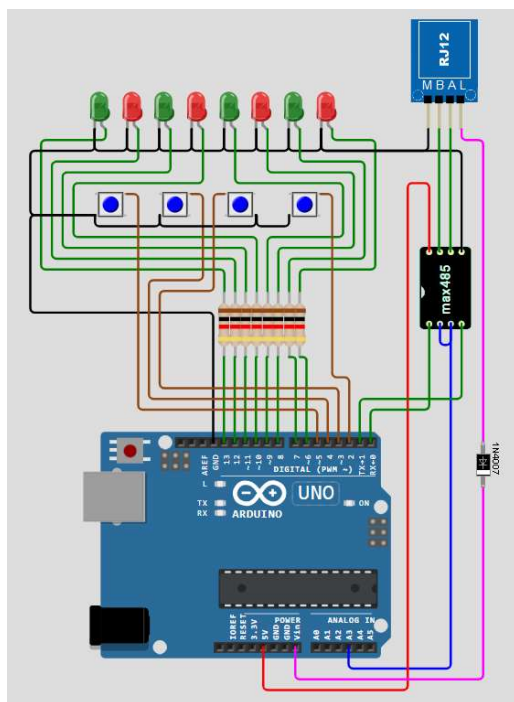 RJ12
M B A L
max485
1N4007
AREF
GND
13
12
~11
~10
~9
8
7
~6
~5
4
~3
2
TX→1
RX←0
DIGITAL (PWM ~)
L
TX
RX
UNO
ON
ARDUINO
IOREF
RESET
3.3V
5V
GND
GND
Vin
POWER
ANALOG IN
A0
A1
A2
A3
A4
A5